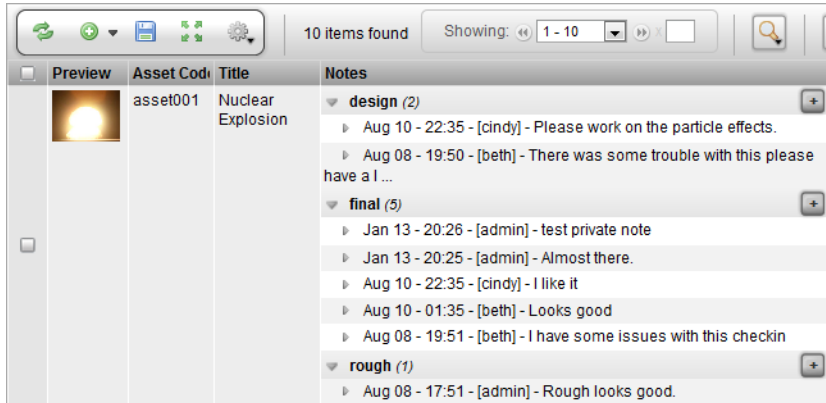 10 items found
Showing:
1 - 10
x
Preview
Asset Code
Title
Notes
asset001
Nuclear
Explosion
design (2)
+
Aug 10 - 22:35 - [cindy] - Please work on the particle effects.
Aug 08 - 19:50 - [beth] - There was some trouble with this please
have a l ...
final (5)
+
Jan 13 - 20:26 - [admin] - test private note
Jan 13 - 20:25 - [admin] - Almost there.
Aug 10 - 22:35 - [cindy] - I like it
Aug 10 - 01:35 - [beth] - Looks good
Aug 08 - 19:51 - [beth] - I have some issues with this checkin
rough (1)
+
Aug 08 - 17:51 - [admin] - Rough looks good.